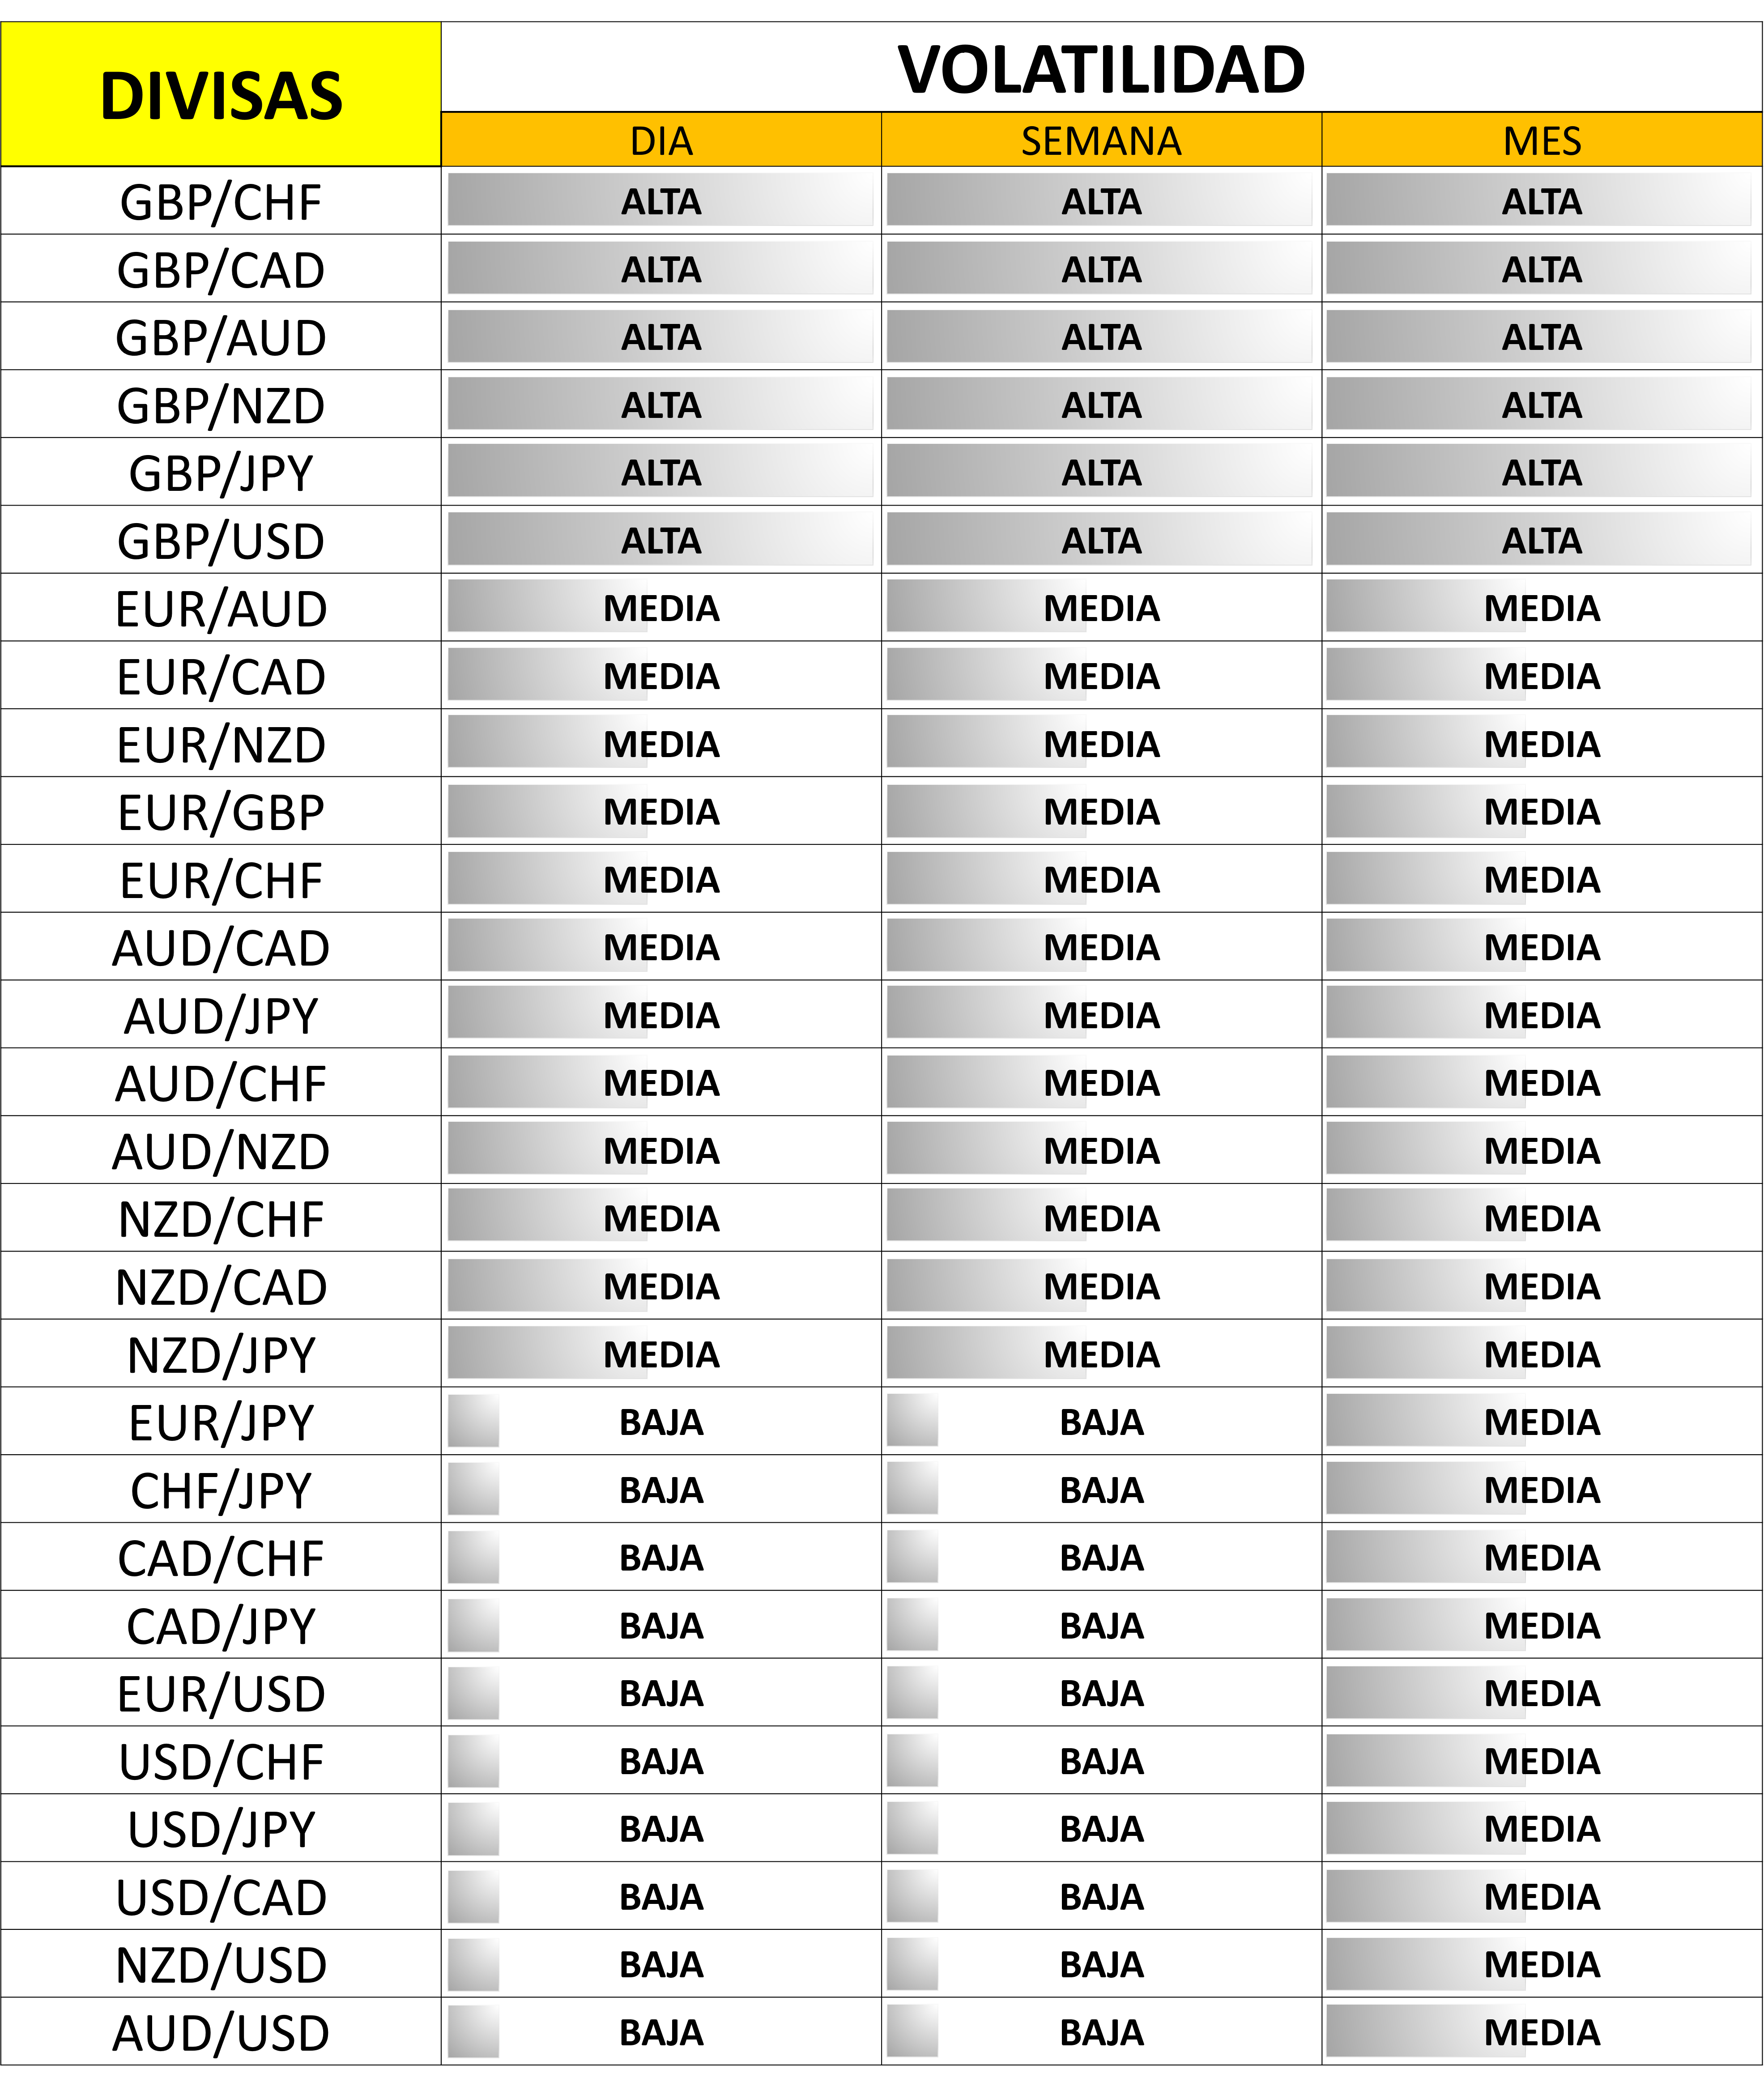 DIVISAS VOLATILIDAD
DIA SEMANA MES
GBP/CHF ALTA ALTA ALTA
GBP/CAD ALTA ALTA ALTA
GBP/AUD ALTA ALTA ALTA
GBP/NZD ALTA ALTA ALTA
GBP/JPY ALTA ALTA ALTA
GBP/USD ALTA ALTA ALTA
EUR/AUD MEDIA MEDIA MEDIA
EUR/CAD MEDIA MEDIA MEDIA
EUR/NZD MEDIA MEDIA MEDIA
EUR/GBP MEDIA MEDIA MEDIA
EUR/CHF MEDIA MEDIA MEDIA
AUD/CAD MEDIA MEDIA MEDIA
AUD/JPY MEDIA MEDIA MEDIA
AUD/CHF MEDIA MEDIA MEDIA
AUD/NZD MEDIA MEDIA MEDIA
NZD/CHF MEDIA MEDIA MEDIA
NZD/CAD MEDIA MEDIA MEDIA
NZD/JPY MEDIA MEDIA MEDIA
EUR/JPY BAJA BAJA MEDIA
CHF/JPY BAJA BAJA MEDIA
CAD/CHF BAJA BAJA MEDIA
CAD/JPY BAJA BAJA MEDIA
EUR/USD BAJA BAJA MEDIA
USD/CHF BAJA BAJA MEDIA
USD/JPY BAJA BAJA MEDIA
USD/CAD BAJA BAJA MEDIA
NZD/USD BAJA BAJA MEDIA
AUD/USD BAJA BAJA MEDIA